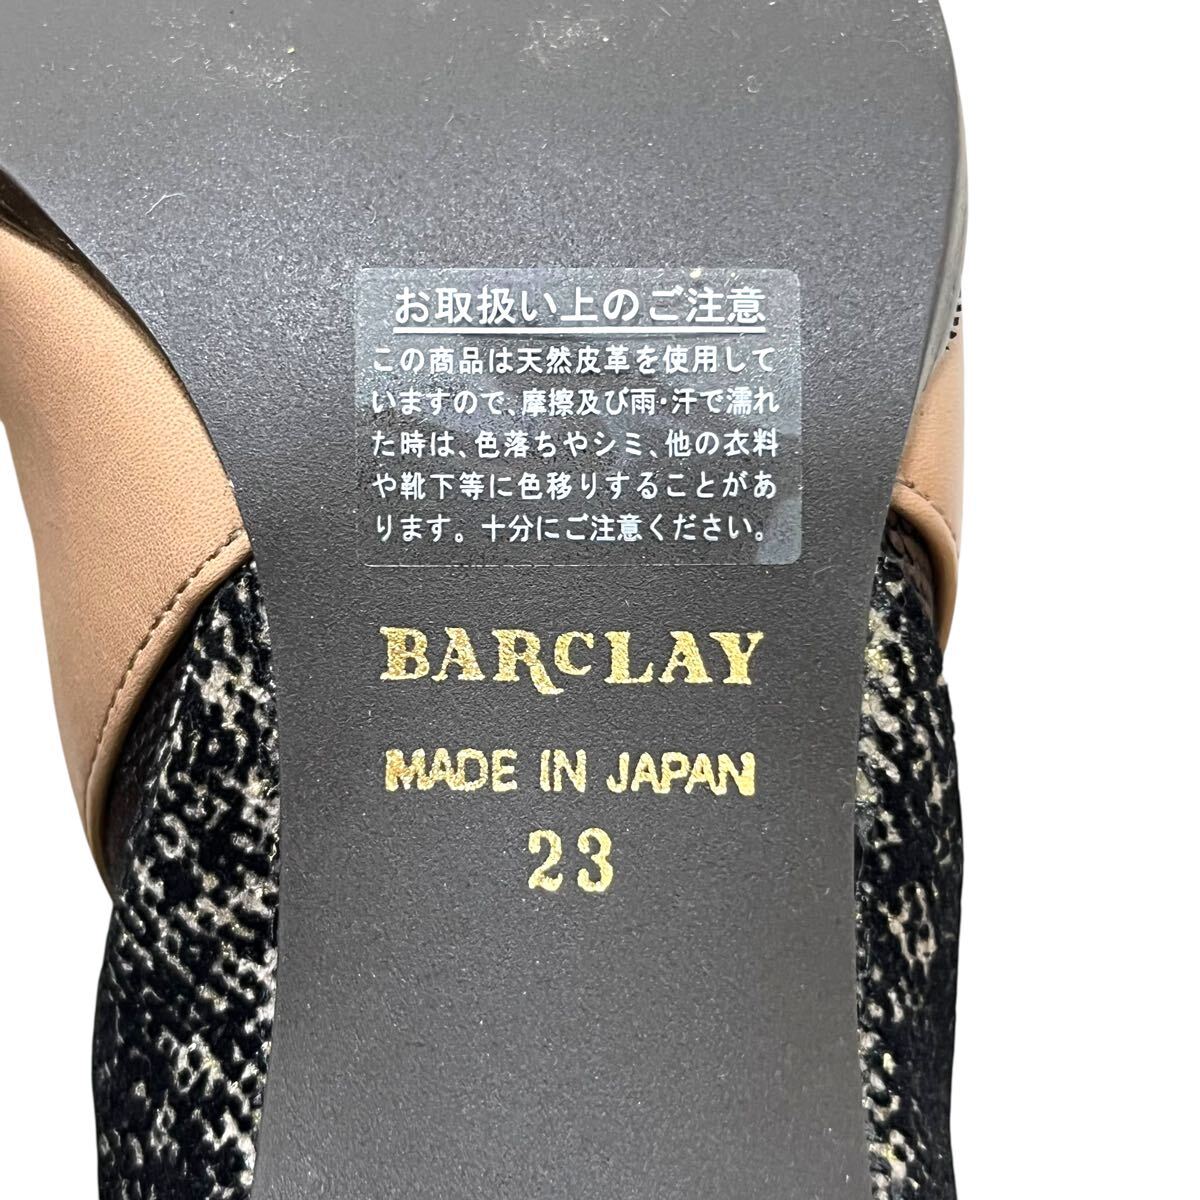 お取扱い上のご注意
この商品は天然皮革を使用して
いますので、摩擦及び雨・汗で濡れ
た時は、色落ちやシミ、他の衣料
や靴下等に色移りすることがあ
ります。十分にご注意ください。
BARCLAY
MADE IN JAPAN
23